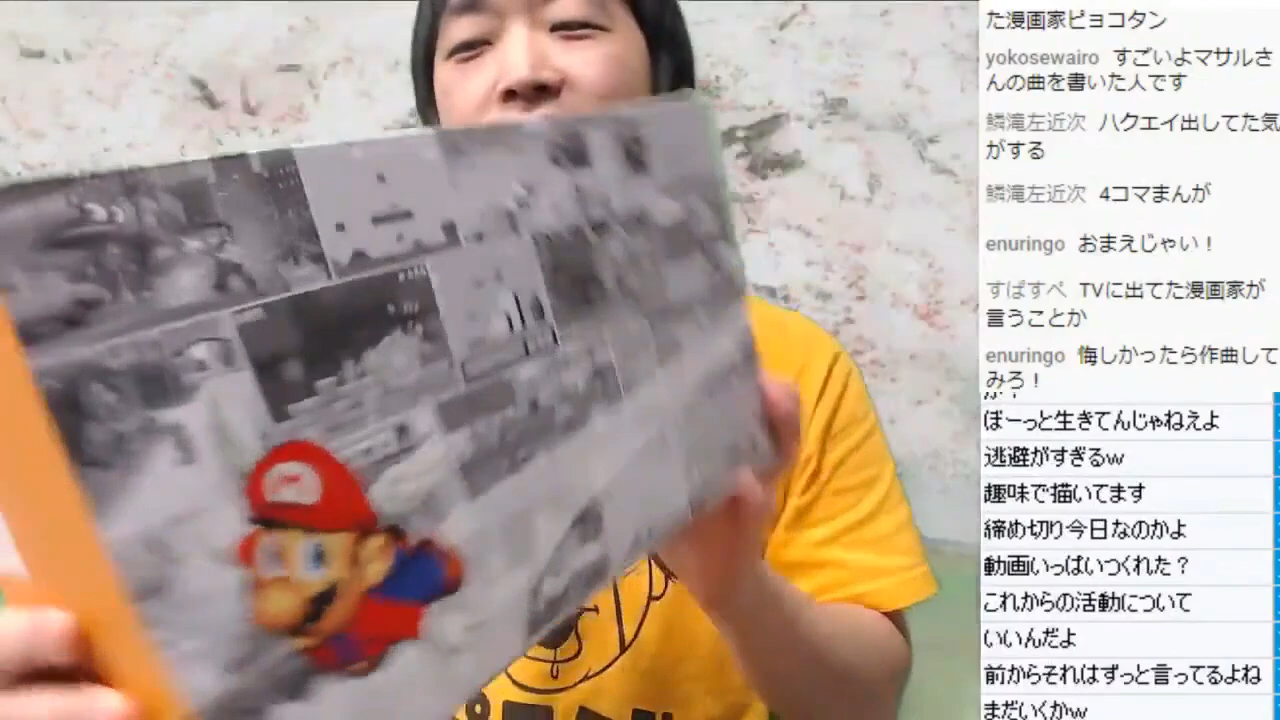 た漫画家ピョコタン
yokosewairo すごいよマサルさ
んの曲を書いた人です
鱗滝左近次 ハクエイ出してた気
がする
鱗滝左近次 4コマまんが
enuringo おまえじゃい！
すぱすぺ TVに出てた漫画家が
言うことか
enuringo 悔しかったら作曲して
みろ！
ぼーっと生きてんじゃねえよ
逃避がすぎるw
趣味で描いてます
締め切り今日なのかよ
動画いっぱいつくれた？
これからの活動について
いいんだよ
前からそれはずっと言ってるよね
まだいくかw
M